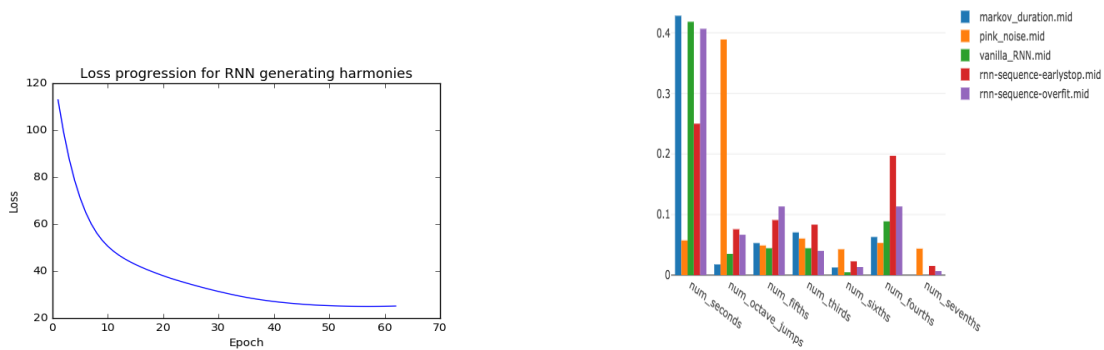 Loss progression for RNN generating harmonies
120
100
80
60
40
20
Loss
0 10 20 30 40 50 60 70
Epoch
0.4
0.3
0.2
0.1
0
num_seconds
num_octave_jumps
num_fifths
num_thirds
num_sixths
num_fourths
num_sevenths
markov_duration.mid
pink_noise.mid
vanilla_RNN.mid
rnn-sequence-earlystop.mid
rnn-sequence-overfit.mid